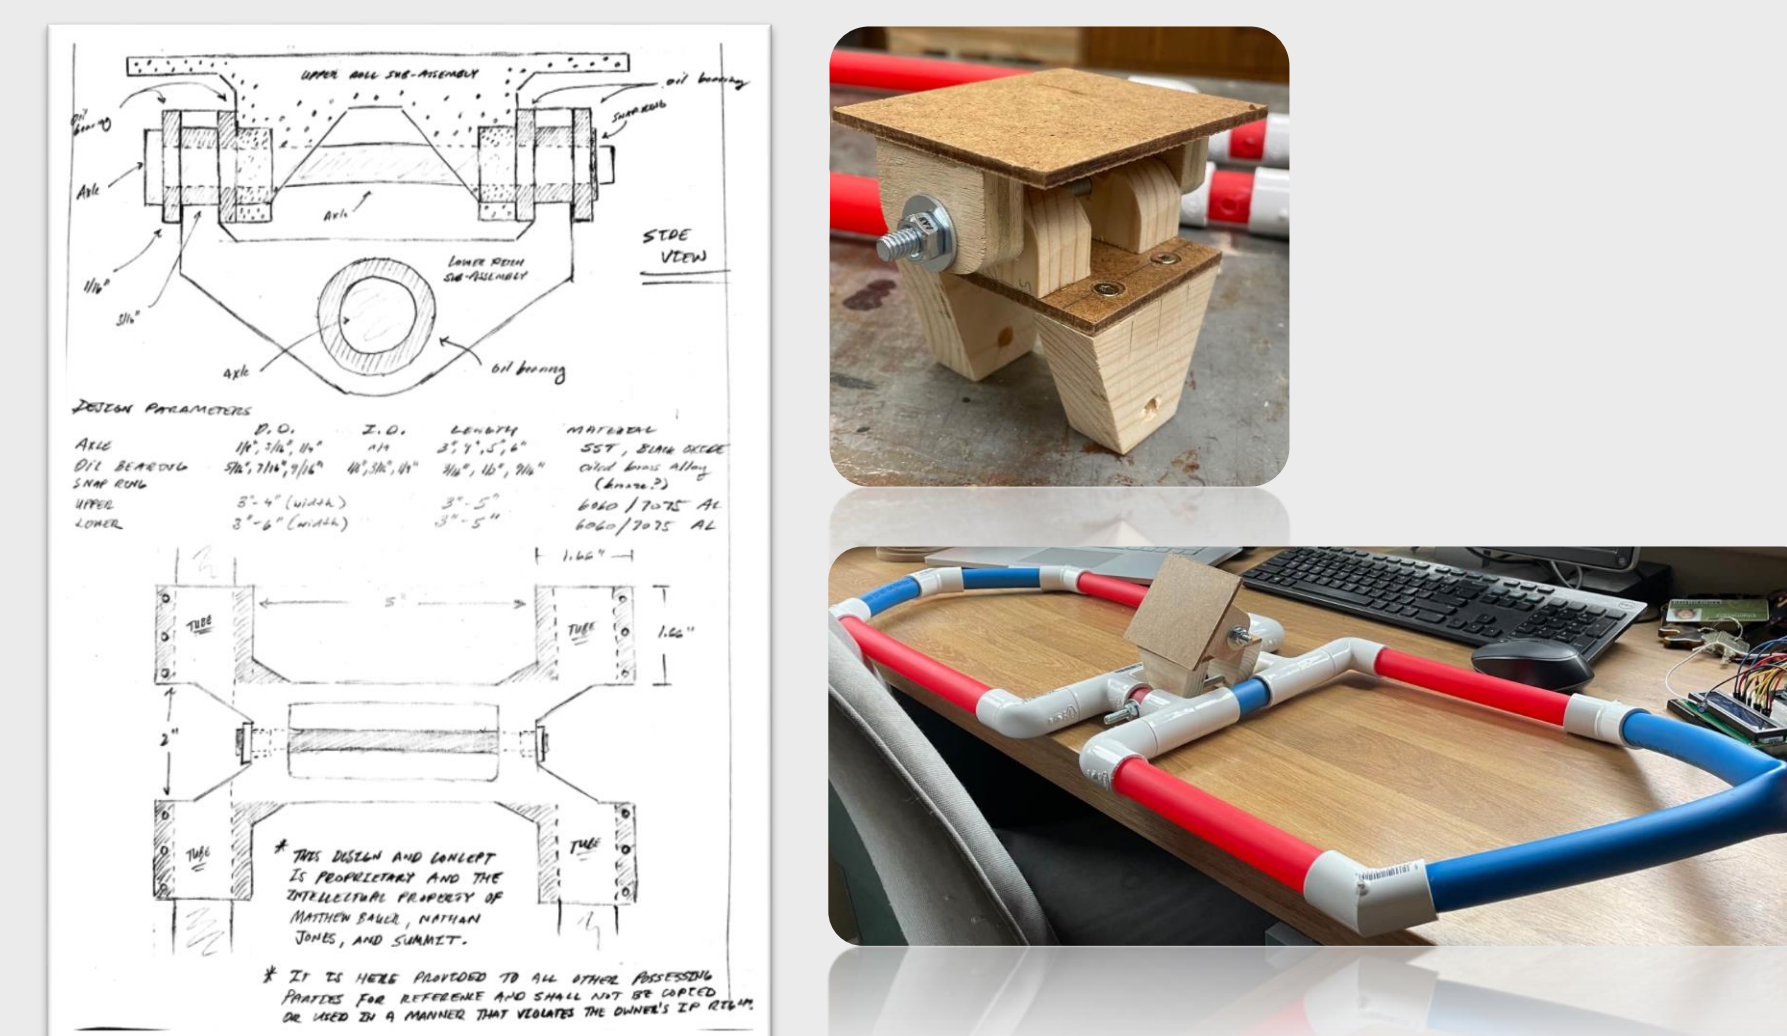 UPPER ROLL SUB-ASSEMBLY
oil bearing
oil bearing
SNAP RING
Axle
Axle
SIDE
VIEW
LOWER PITCH
SUB-ASSEMBLY
1/16"
3/16"
Axle
oil bearing
DESIGN PARAMETERS
O.D. I.D. LENGTH MATERIAL
AXLE 1/8", 3/16", 1/4" n/a 3", 4", 5", 6" SST, BLACK OXIDE
OIL BEARING 5/16", 7/16", 9/16" 1/8", 3/16", 1/4" 3/16", 1/2", 9/16" oiled brass alloy
SNAP RING (bronze?)
UPPER 3"-4" (width) 3"-5" 6060/7075 AL
LOWER 3"-6" (width) 3"-5" 6060/7075 AL
1.66"
5"
TUBE
TUBE
1.66"
2"
TUBE
TUBE
* THIS DESIGN AND CONCEPT
IS PROPRIETARY AND THE
INTELLECTUAL PROPERTY OF
MATTHEW BAUER, NATHAN
JONES, AND SUMMIT.
* IT IS HERE PROVIDED TO ALL OTHER POSSESSING
PARTIES FOR REFERENCE AND SHALL NOT BE COPIED
OR USED IN A MANNER THAT VIOLATES THE OWNER'S IP RIGHTS.